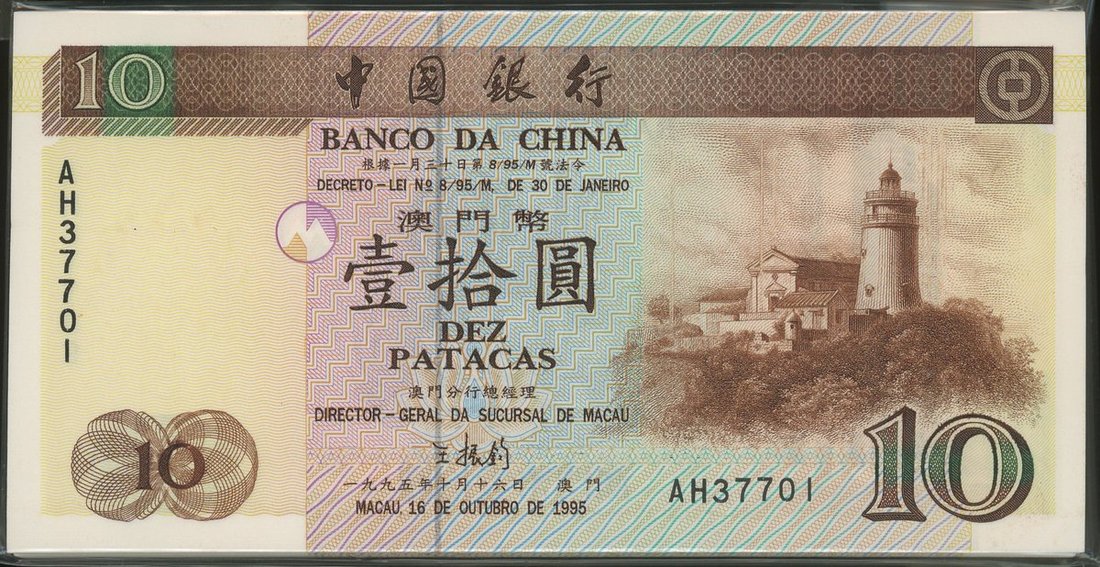 10
中國銀行
BANCO DA CHINA
根據一月三十日第8/95/M號法令
DECRETO-LEI Nº 8/95/M, DE 30 DE JANEIRO
AH37701
澳門幣
壹拾圓
DEZ
PATACAS
澳門分行總經理
DIRECTOR-GERAL DA SUCURSAL DE MACAU
王振鈞
一九九五年十月十六日 澳門
MACAU, 16 DE OUTUBRO DE 1995
10
AH37701
10